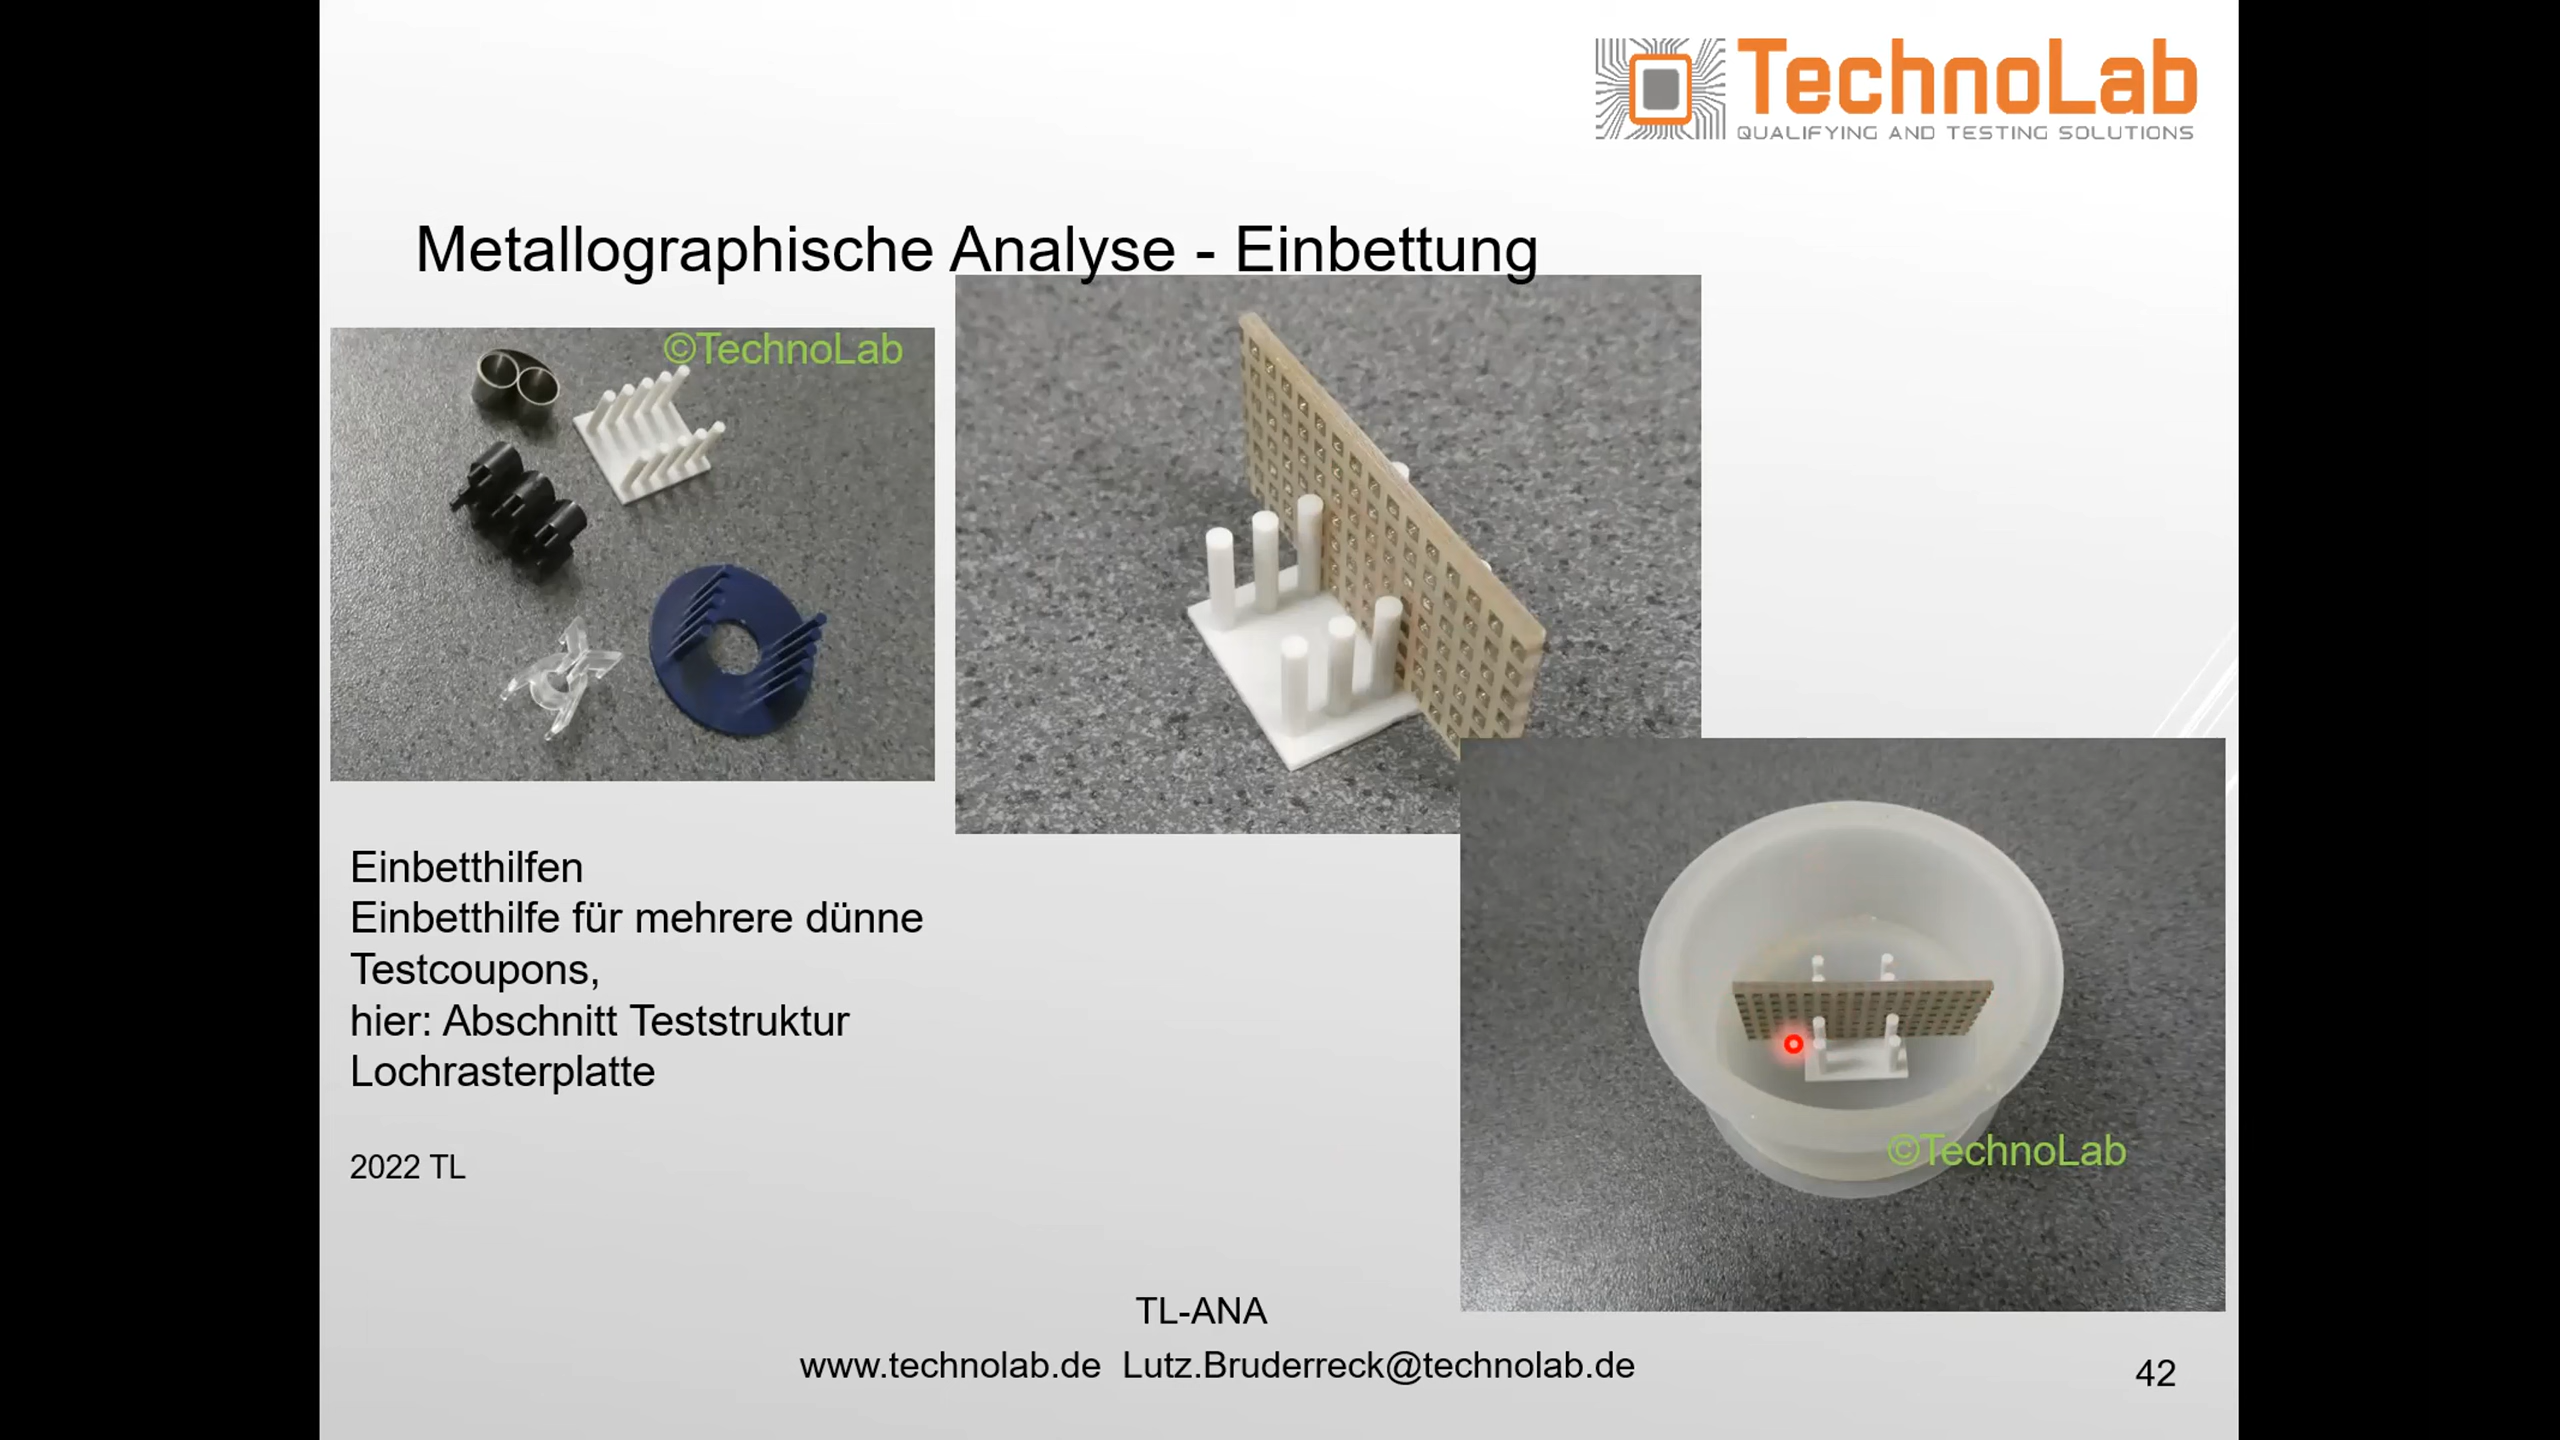 TechnoLab
QUALIFYING AND TESTING SOLUTIONS
Metallographische Analyse - Einbettung
©TechnoLab
Einbetthilfen
Einbetthilfe für mehrere dünne
Testcoupons,
hier: Abschnitt Teststruktur
Lochrasterplatte
©TechnoLab
2022 TL
TL-ANA
www.technolab.de Lutz.Bruderreck@technolab.de
42